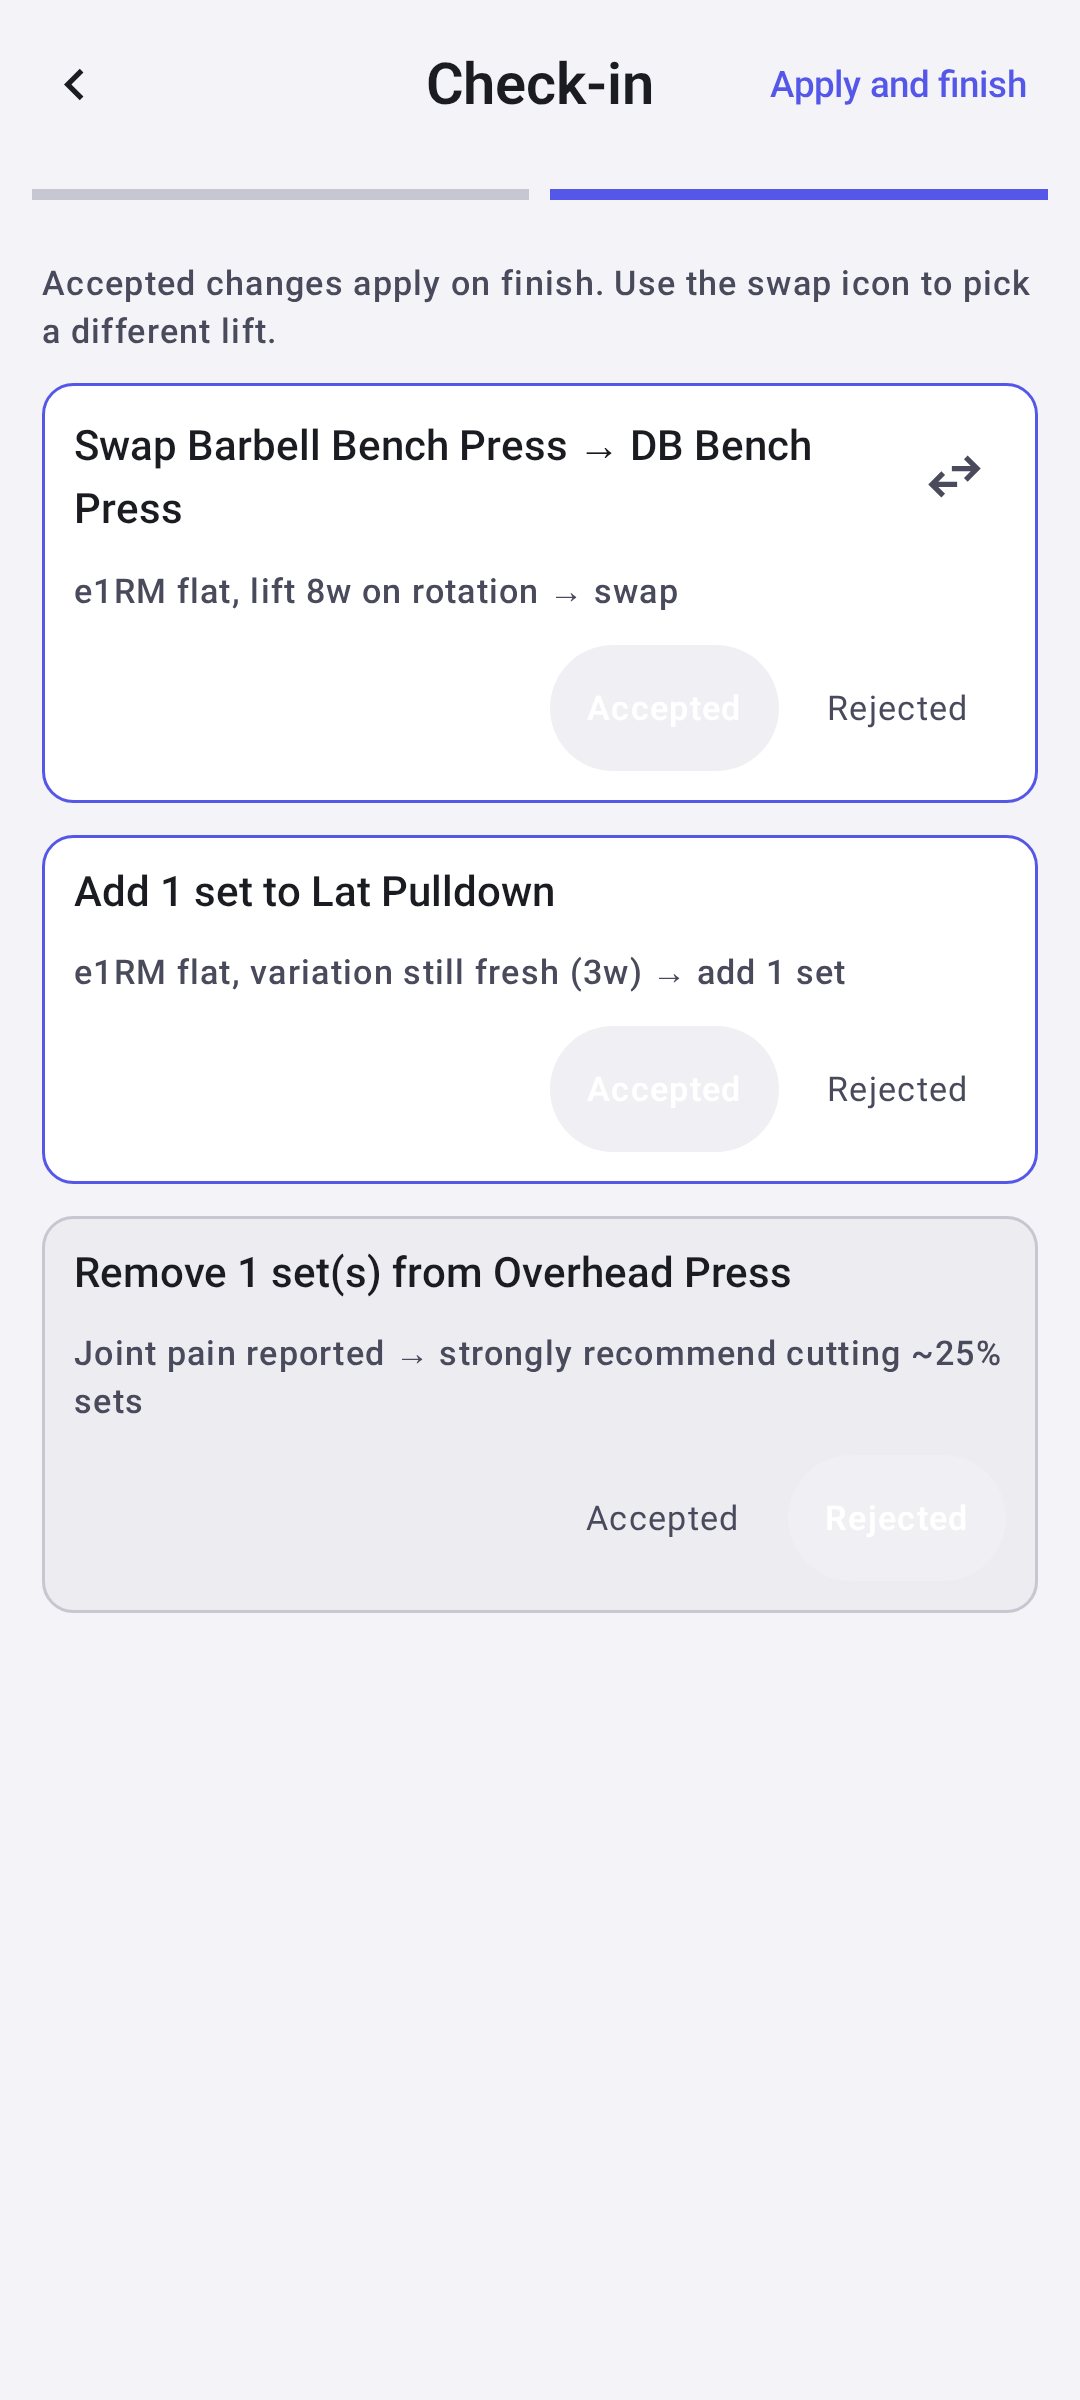 Check-in
Apply and finish
Accepted changes apply on finish. Use the swap icon to pick
a different lift.
Swap Barbell Bench Press → DB Bench
Press
e1RM flat, lift 8w on rotation → swap
Accepted Rejected
Add 1 set to Lat Pulldown
e1RM flat, variation still fresh (3w) → add 1 set
Accepted Rejected
Remove 1 set(s) from Overhead Press
Joint pain reported → strongly recommend cutting ~25%
sets
Accepted Rejected